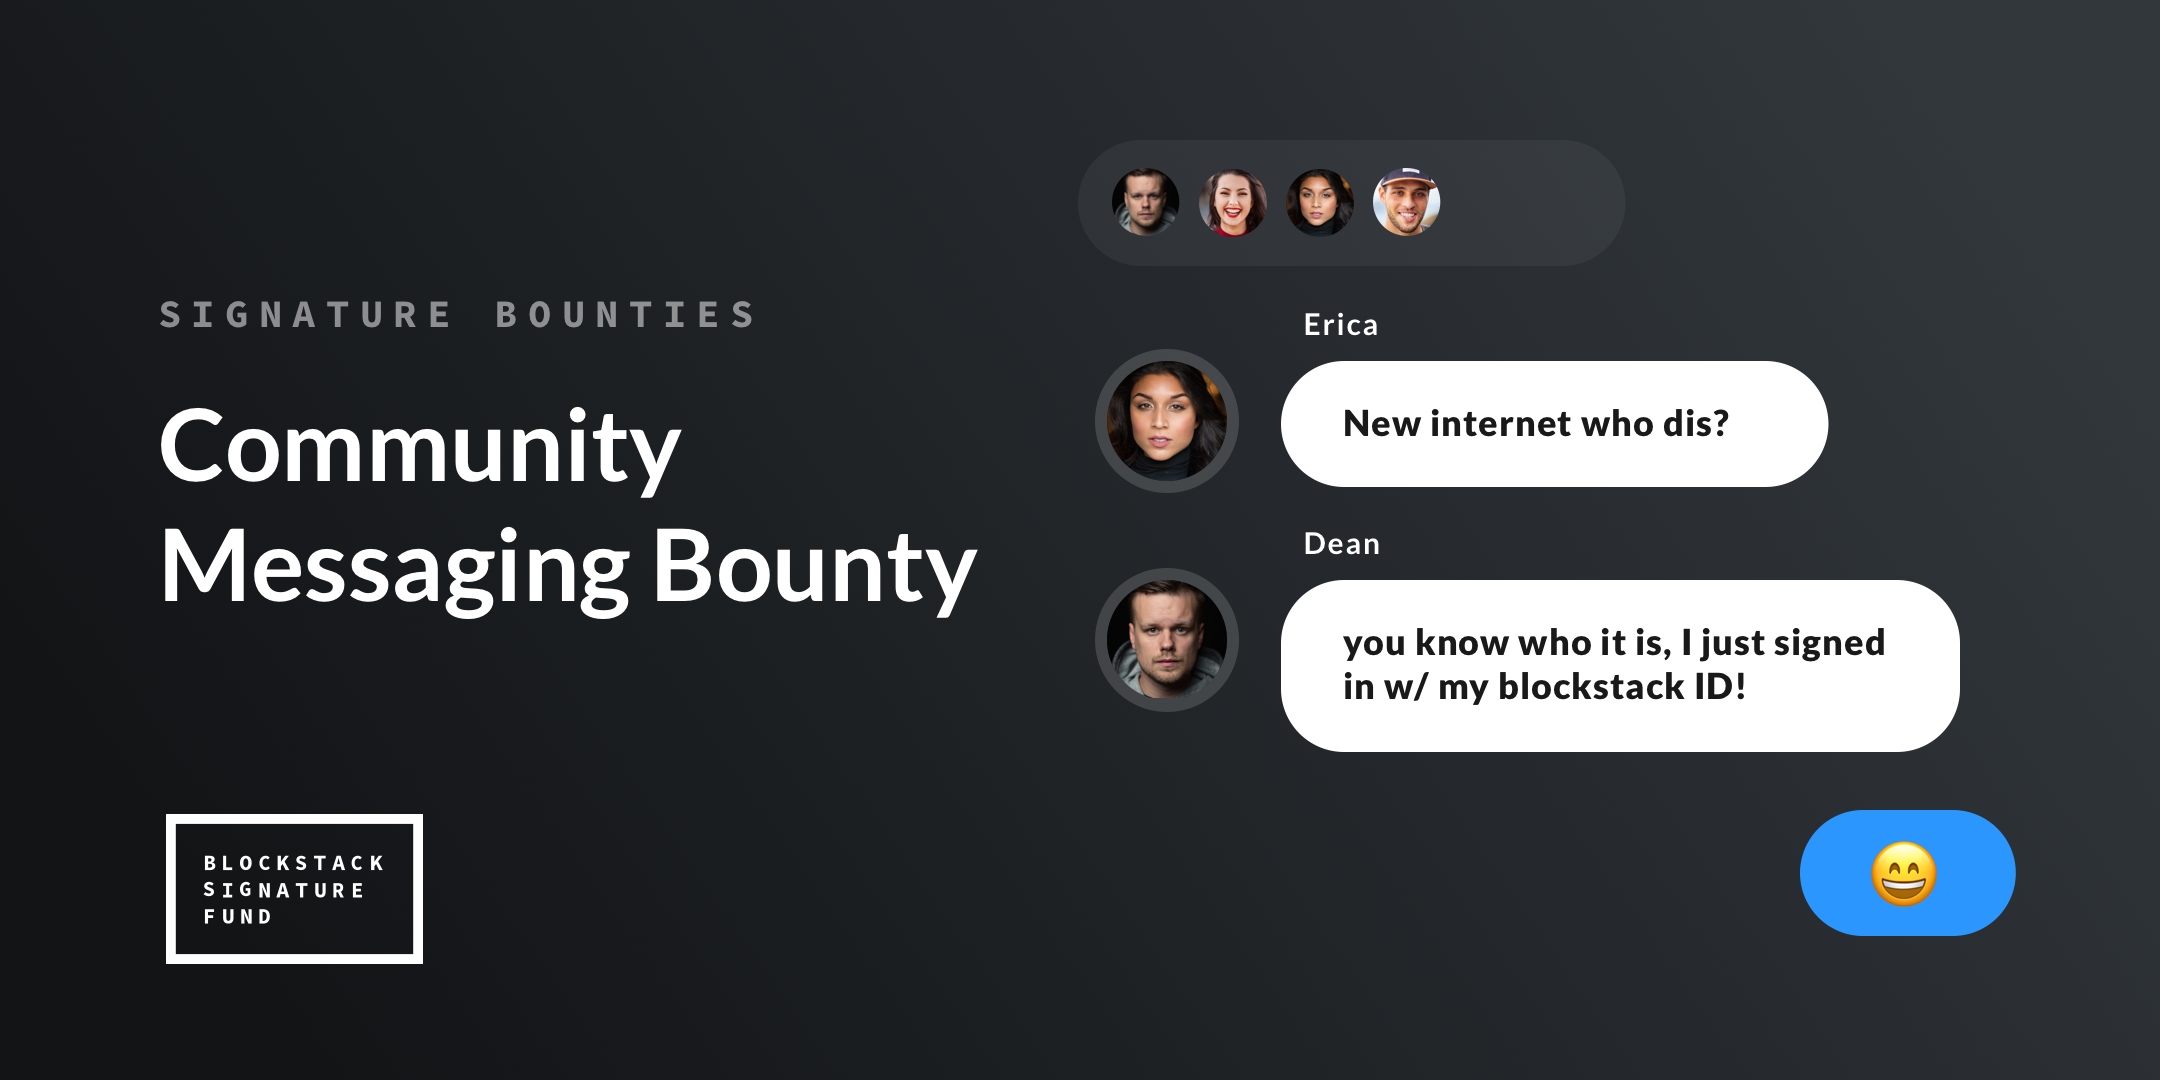 SIGNATURE BOUNTIES
Community
Messaging Bounty
BLOCKSTACK
SIGNATURE
FUND
Erica
New internet who dis?
Dean
you know who it is, I just signed
in w/ my blockstack ID!